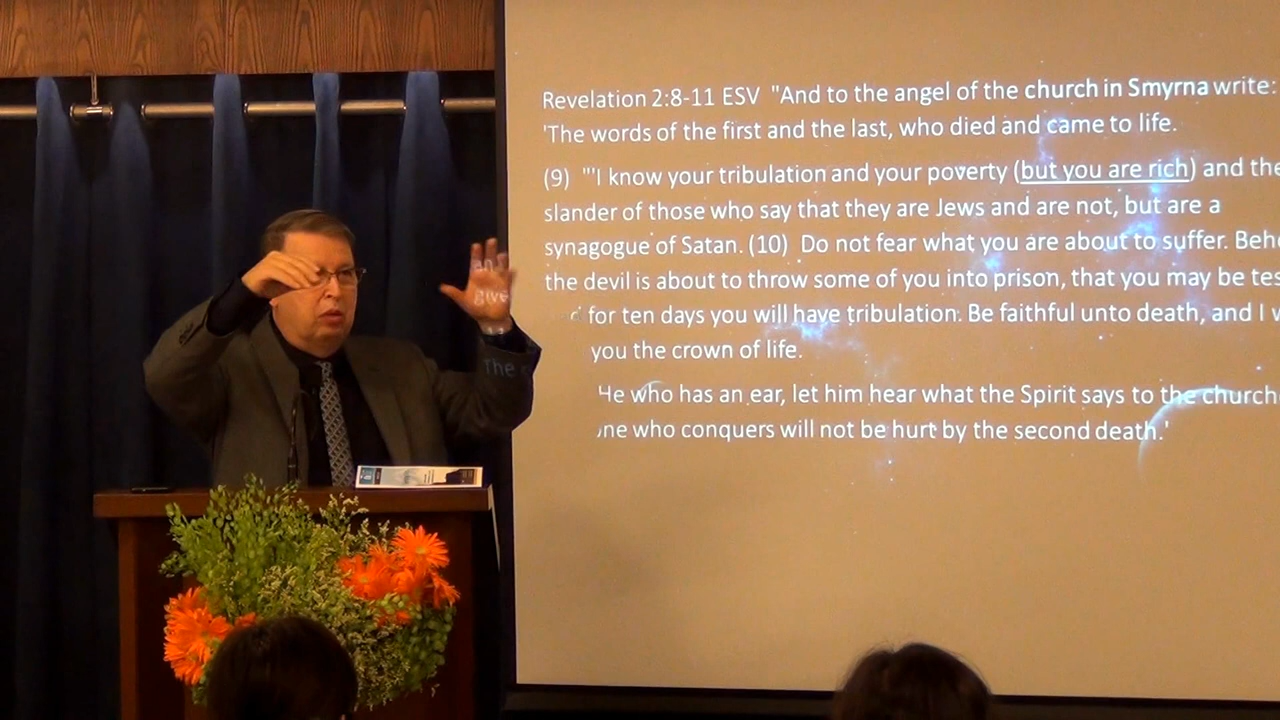 Revelation 2:8-11 ESV "And to the angel of the church in Smyrna write:
'The words of the first and the last, who died and came to life.
(9) "'I know your tribulation and your poverty (but you are rich) and the
slander of those who say that they are Jews and are not, but are a
synagogue of Satan. (10) Do not fear what you are about to suffer. Beh
the devil is about to throw some of you into prison, that you may be tes
for ten days you will have tribulation. Be faithful unto death, and I w
give you the crown of life.
He who has an ear, let him hear what the Spirit says to the church
The one who conquers will not be hurt by the second death.'